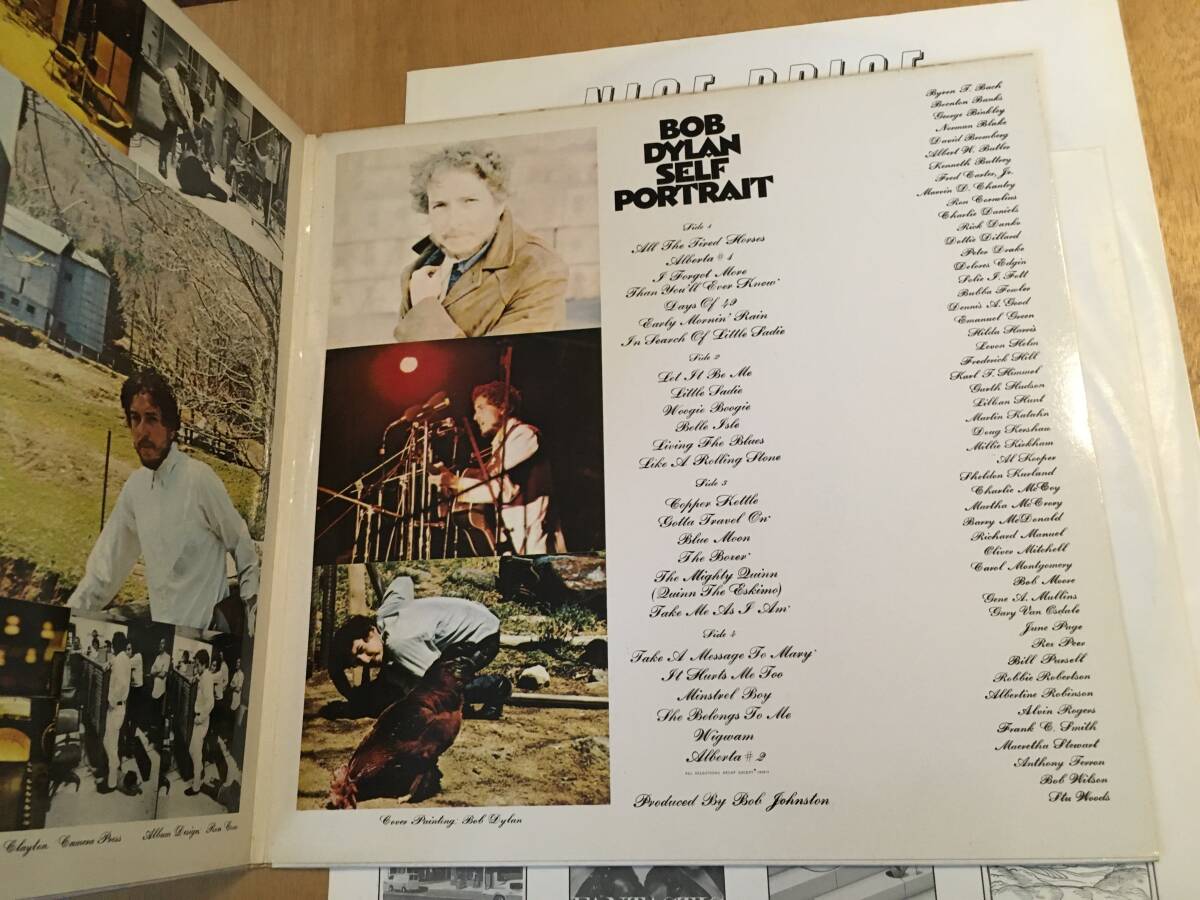 NICE PRICE
BOB
DYLAN
SELF
PORTRAIT
Side 1
All The Tired Horses
Alberta # 1
I Forgot More
Than You'll Ever Know*
Days Of 49
Early Mornin' Rain
In Search Of Little Sadie
Side 2
Let It Be Me
Little Sadie
Woogie Boogie
Belle Isle
Living The Blues
Like A Rolling Stone
Side 3
Copper Kettle
Gotta Travel On*
Blue Moon
The Boxer*
The Mighty Quinn
(Quinn The Eskimo)
Take Me As I Am*
Side 4
Take A Message To Mary*
It Hurts Me Too
Minstrel Boy
She Belongs To Me
Wigwam
Alberta # 2
Produced By Bob Johnston
Byron T. Bach
Brenton Banks
George Binkley
Norman Blake
David Bromberg
Albert W. Butler
Kenneth Buttery
Fred Carter, Jr.
Marvin D. Chantry
Ron Cornelius
Charlie Daniels
Rick Danko
Dottie Dillard
Peter Drake
Delores Edgin
Solie I. Fott
Bubba Fowler
Dennis A. Good
Emanuel Green
Hilda Harris
Levon Helm
Frederick Hill
Karl T. Himmel
Garth Hudson
Lillian Hunt
Martin Katahn
Doug Kershaw
Millie Kirkham
Al Kooper
Sheldon Kurland
Charlie McCoy
Martha McCrory
Barry McDonald
Richard Manuel
Oliver Mitchell
Carol Montgomery
Bob Moore
Gene A. Mullins
Gary Van Osdale
June Page
Rex Peer
Bill Pursell
Robbie Robertson
Albertine Robinson
Alvin Rogers
Frank C. Smith
Maeretha Stewart
Anthony Terran
Bob Wilson
Stu Woods
Clayton, Camera Press Album Design: Ron Coro
Cover Painting: Bob Dylan